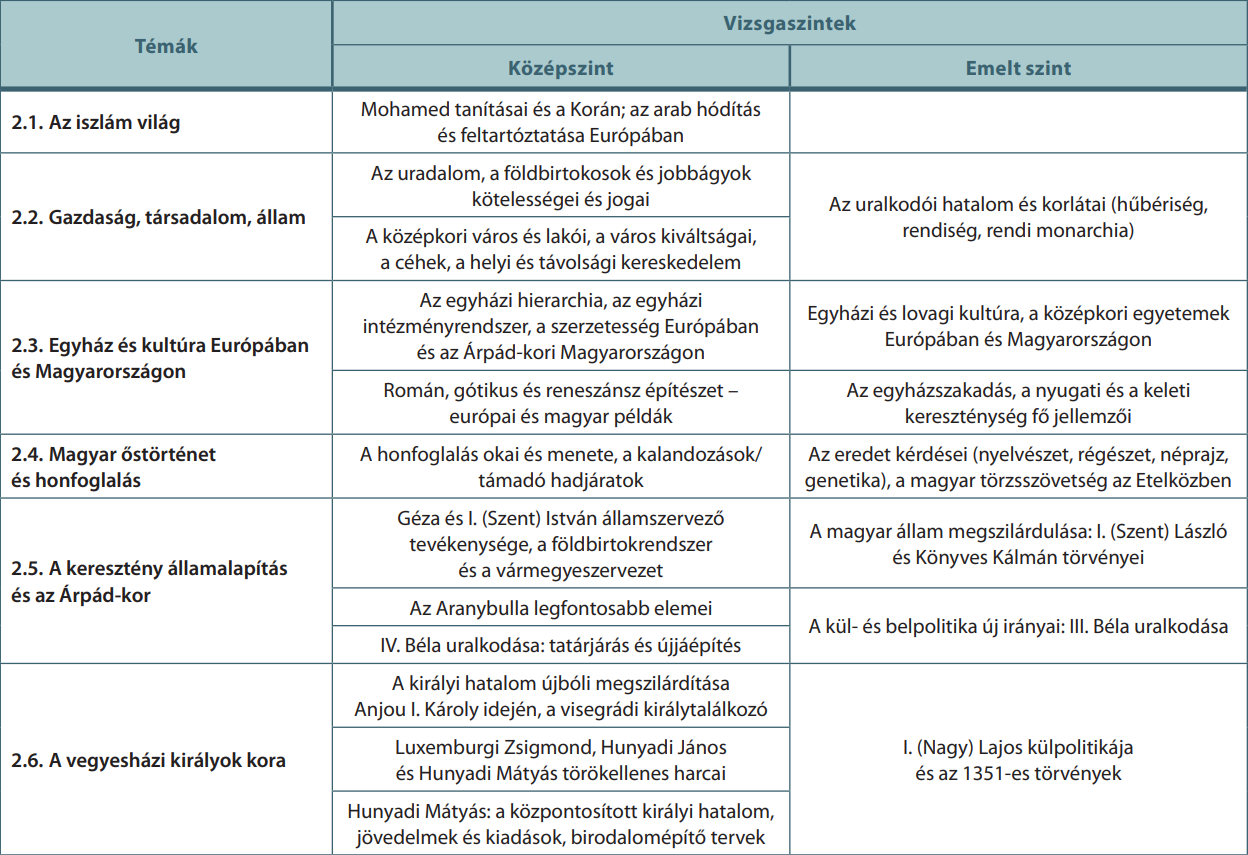 Témák
Vizsgaszintek
Középszint
Emelt szint
2.1. Az iszlám világ
Mohamed tanításai és a Korán; az arab hódítás
és feltartóztatása Európában
2.2. Gazdaság, társadalom, állam
Az uradalom, a földbirtokosok és jobbágyok
kötelességei és jogai
A középkori város és lakói, a város kiváltságai,
a céhek, a helyi és távolsági kereskedelem
Az uralkodói hatalom és korlátai (hűbériség,
rendiség, rendi monarchia)
2.3. Egyház és kultúra Európában
és Magyarországon
Az egyházi hierarchia, az egyházi
intézményrendszer, a szerzetesség Európában
és az Árpád-kori Magyarországon
Egyházi és lovagi kultúra, a középkori egyetemek
Európában és Magyarországon
Román, gótikus és reneszánsz építészet –
európai és magyar példák
Az egyházszakadás, a nyugati és a keleti
kereszténység fő jellemzői
2.4. Magyar őstörténet
és honfoglalás
A honfoglalás okai és menete, a kalandozások/
támadó hadjáratok
Az eredet kérdései (nyelvészet, régészet, néprajz,
genetika), a magyar törzsszövetség az Etelközben
2.5. A keresztény államalapítás
és az Árpád-kor
Géza és I. (Szent) István államszervező
tevékenysége, a földbirtokrendszer
és a vármegyeszervezet
A magyar állam megszilárdulása: I. (Szent) László
és Könyves Kálmán törvényei
Az Aranybulla legfontosabb elemei
IV. Béla uralkodása: tatárjárás és újjáépítés
A kül- és belpolitika új irányai: III. Béla uralkodása
2.6. A vegyesházi királyok kora
A királyi hatalom újbóli megszilárdítása
Anjou I. Károly idején, a visegrádi királytalálkozó
Luxemburgi Zsigmond, Hunyadi János
és Hunyadi Mátyás törökellenes harcai
Hunyadi Mátyás: a központosított királyi hatalom,
jövedelmek és kiadások, birodalomépítő tervek
I. (Nagy) Lajos külpolitikája
és az 1351-es törvények